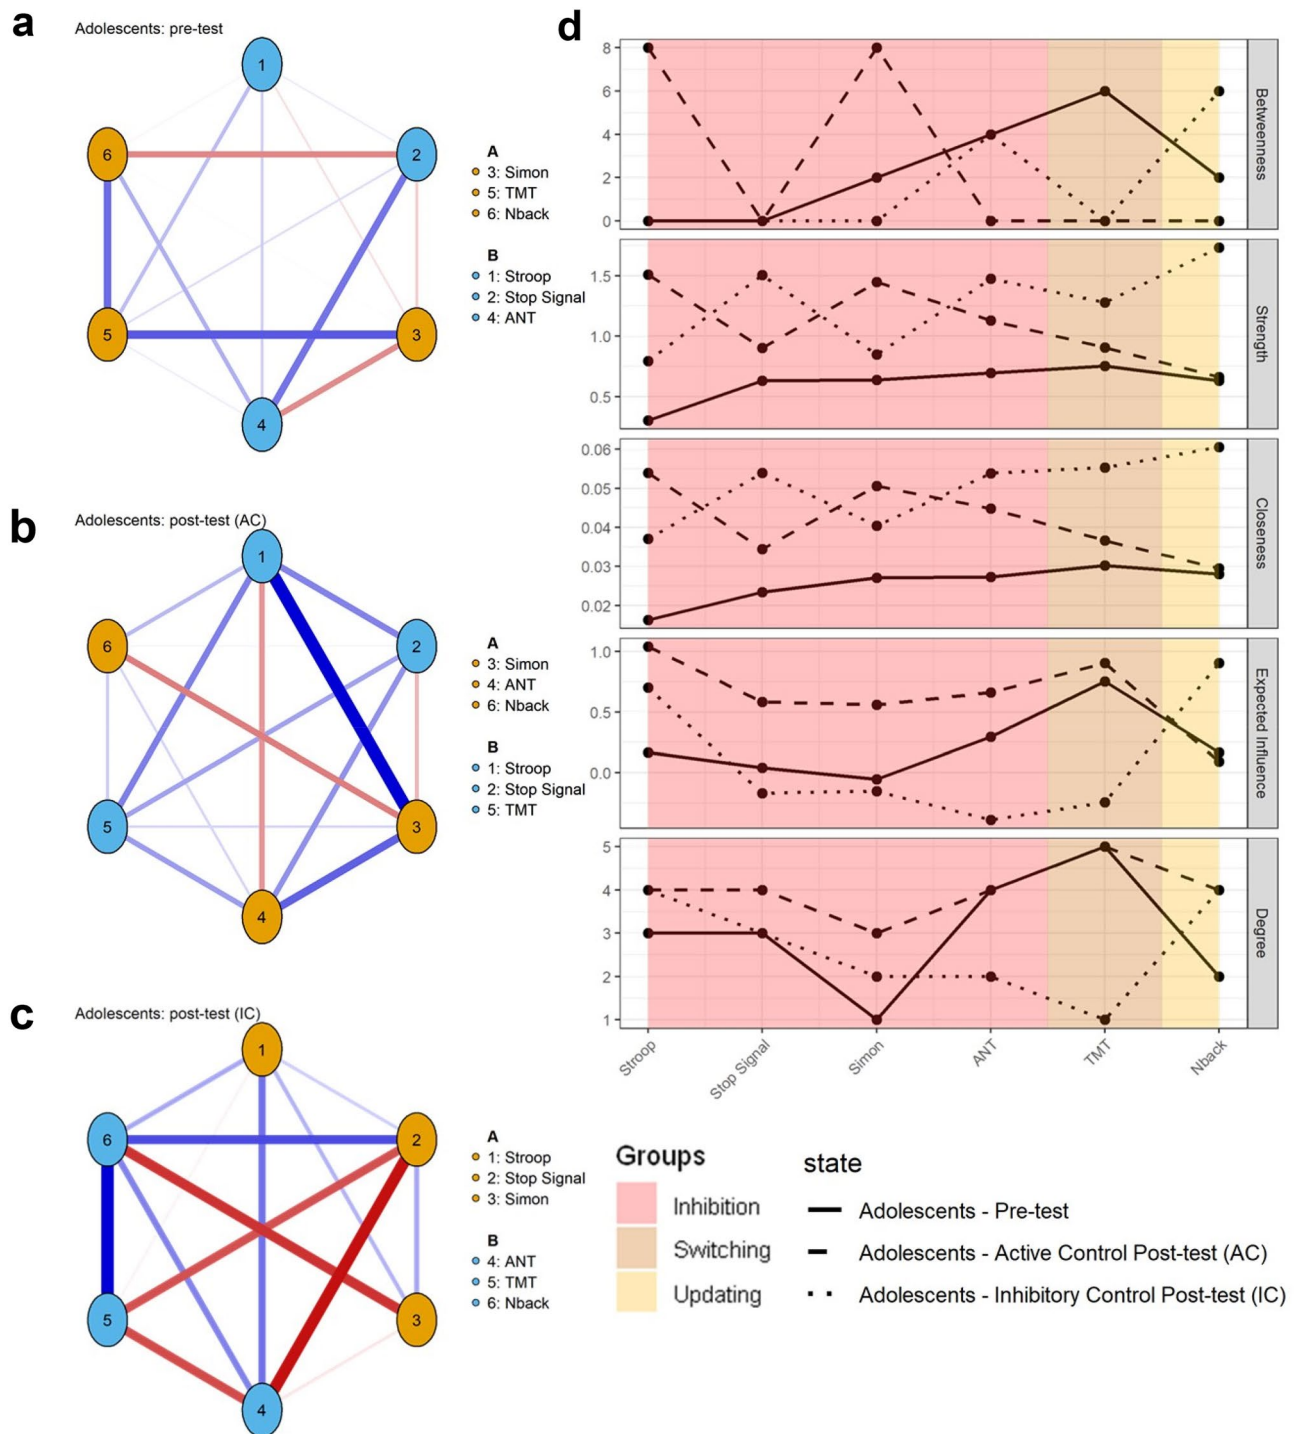 a
Adolescents: pre-test
1
2
3
4
5
6
A
3: Simon
5: TMT
6: Nback
B
1: Stroop
2: Stop Signal
4: ANT
b
Adolescents: post-test (AC)
1
2
3
4
5
6
A
3: Simon
4: ANT
6: Nback
B
1: Stroop
2: Stop Signal
5: TMT
c
Adolescents: post-test (IC)
1
2
3
4
5
6
A
1: Stroop
2: Stop Signal
3: Simon
B
4: ANT
5: TMT
6: Nback
d
8
6
4
2
0
Betweenness
1.5
1.0
0.5
Strength
0.06
0.05
0.04
0.03
0.02
Closeness
1.0
0.5
0.0
Expected Influence
5
4
3
2
1
Degree
Stroop
Stop Signal
Simon
ANT
TMT
Nback
Groups
Inhibition
Switching
Updating
state
Adolescents - Pre-test
Adolescents - Active Control Post-test (AC)
Adolescents - Inhibitory Control Post-test (IC)